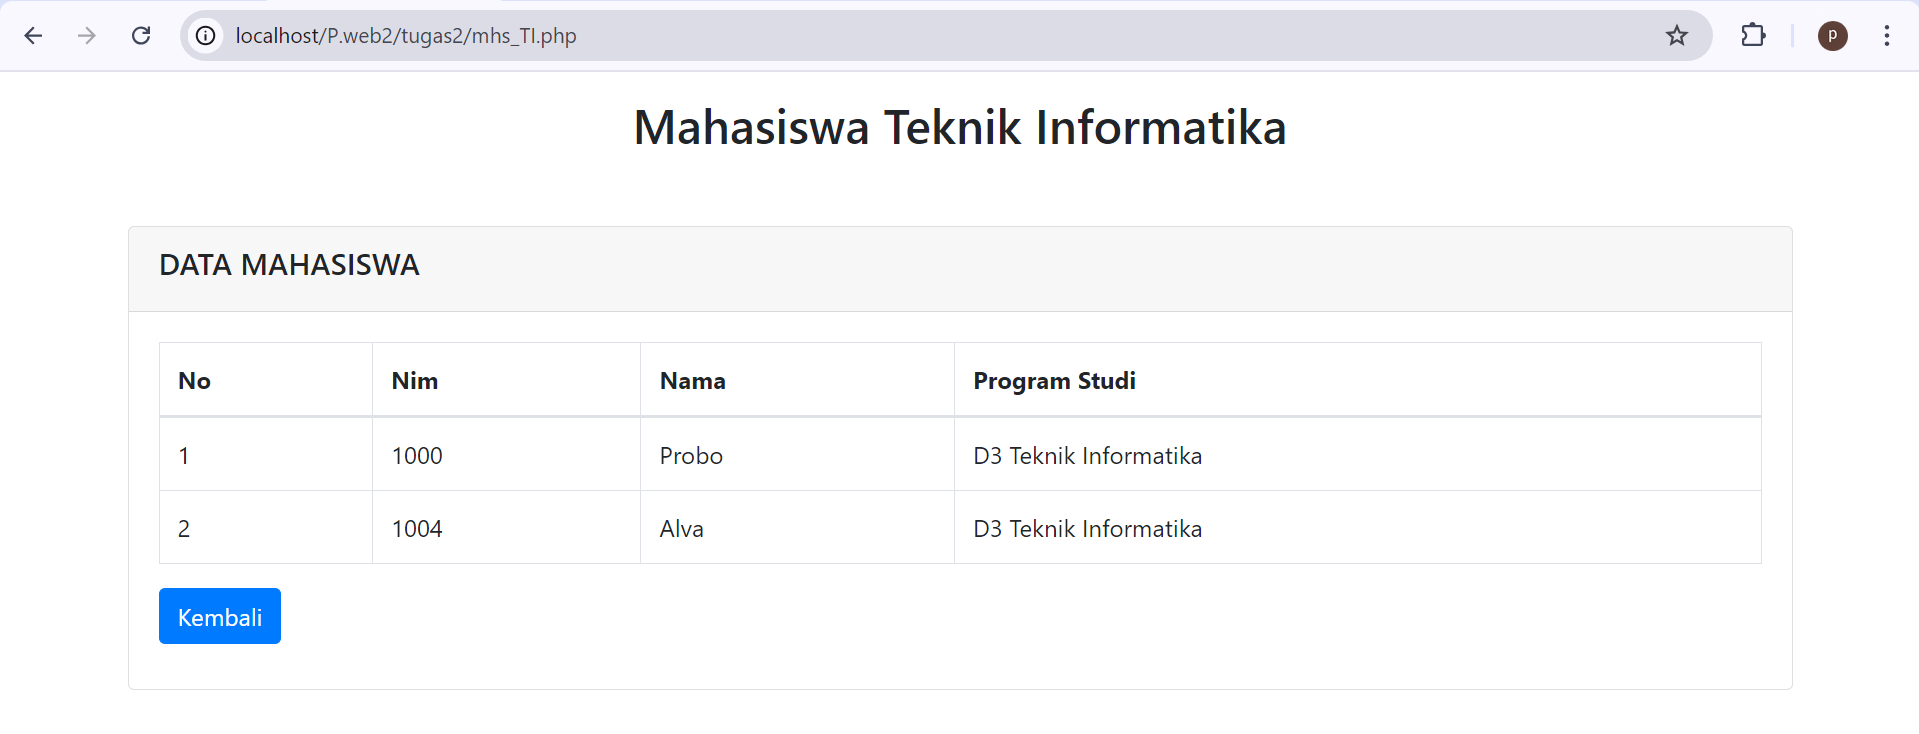 localhost/P.web2/tugas2/mhs_TI.php
P
Mahasiswa Teknik Informatika
DATA MAHASISWA
No Nim Nama Program Studi
1 1000 Probo D3 Teknik Informatika
2 1004 Alva D3 Teknik Informatika
Kembali